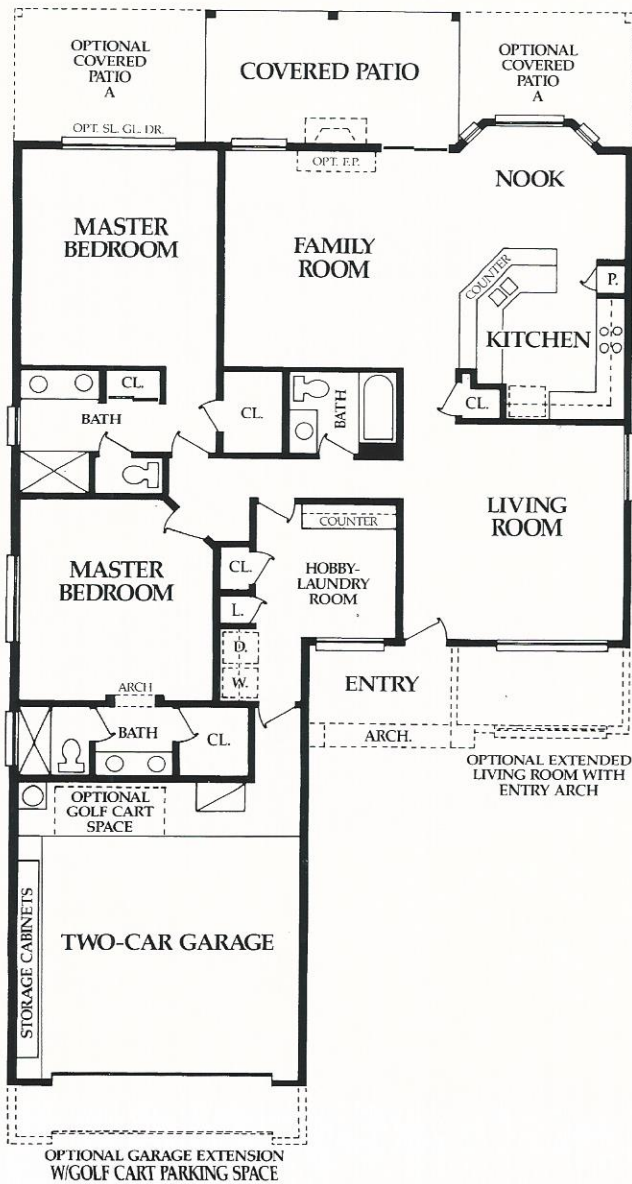 OPTIONAL
COVERED
PATIO
A
COVERED PATIO
OPTIONAL
COVERED
PATIO
A
OPT. SL. GL. DR.
OPT. F.P.
NOOK
MASTER
BEDROOM
FAMILY
ROOM
COUNTER
P.
KITCHEN
CL.
CL.
BATH
CL.
BATH
LIVING
ROOM
COUNTER
MASTER
BEDROOM
CL.
HOBBY-
LAUNDRY
ROOM
L.
D.
W.
ARCH
ENTRY
BATH
CL.
ARCH.
OPTIONAL EXTENDED
LIVING ROOM WITH
ENTRY ARCH
OPTIONAL
GOLF CART
SPACE
STORAGE CABINETS
TWO-CAR GARAGE
OPTIONAL GARAGE EXTENSION
W/GOLF CART PARKING SPACE